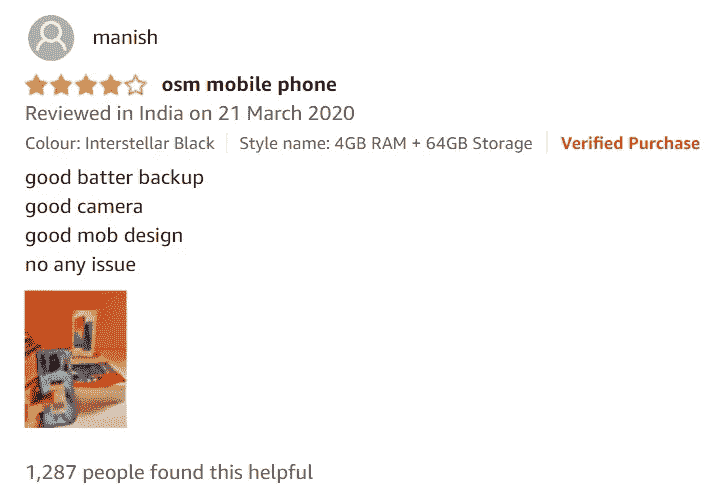 manish
osm mobile phone
Reviewed in India on 21 March 2020
Colour: Interstellar Black Style name: 4GB RAM + 64GB Storage Verified Purchase
good batter backup
good camera
good mob design
no any issue
1,287 people found this helpful